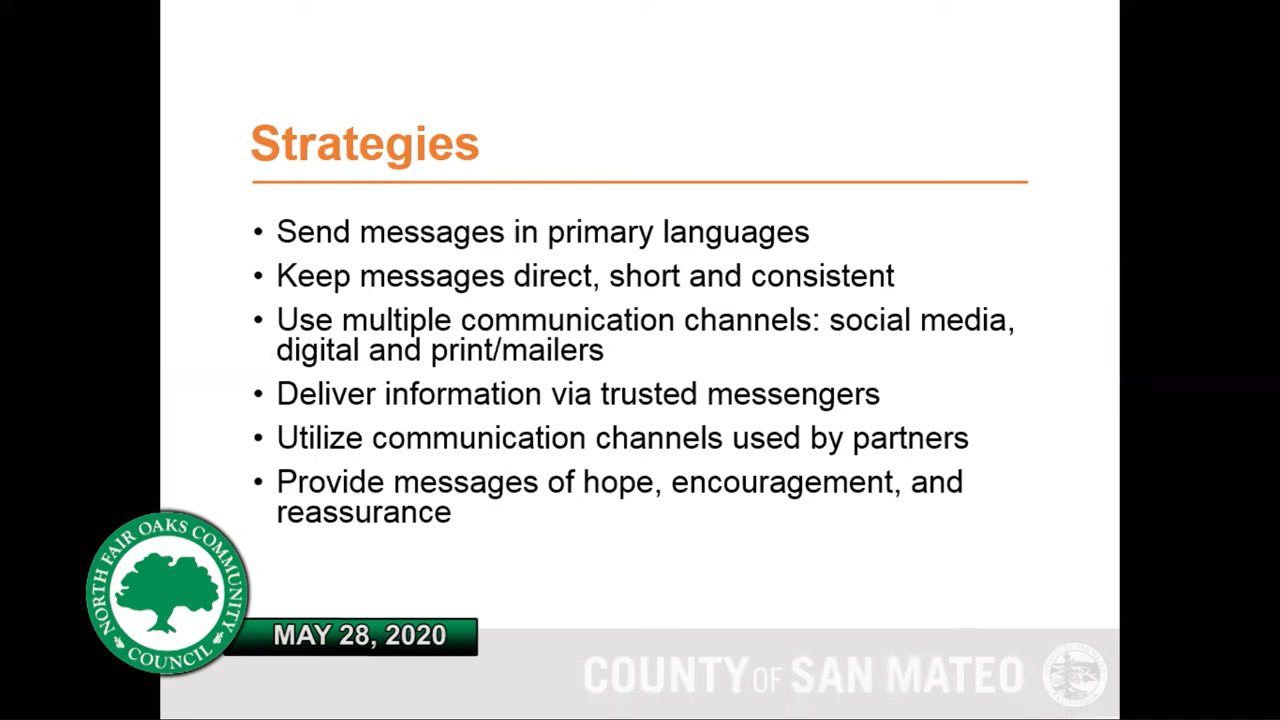 Strategies
• Send messages in primary languages
• Keep messages direct, short and consistent
• Use multiple communication channels: social media,
digital and print/mailers
• Deliver information via trusted messengers
• Utilize communication channels used by partners
• Provide messages of hope, encouragement, and
reassurance
NORTH FAIR OAKS COMMUNITY
COUNCIL
MAY 28, 2020
COUNTY OF SAN MATEO